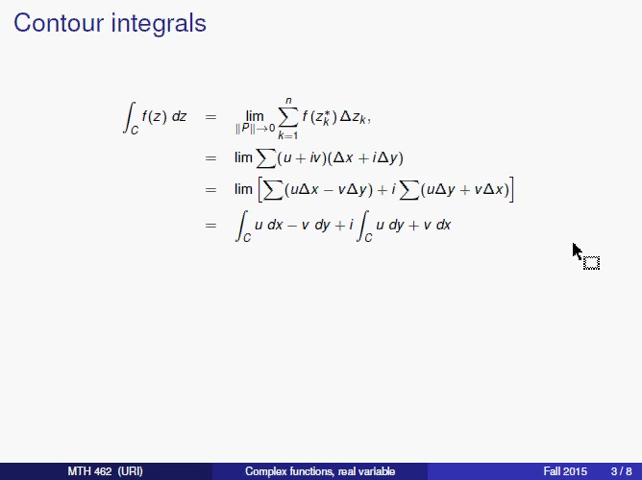 Contour integrals
∫_C f(z) dz = lim_{‖P‖→0} ∑_{k=1}^{n} f(z_k^*)Δz_k,
= lim ∑(u + iv)(Δx + iΔy)
= lim [∑(uΔx − vΔy) + i ∑(uΔy + vΔx)]
= ∫_C u dx − v dy + i ∫_C u dy + v dx
MTH 462 (URI) Complex functions, real variable Fall 2015 3 / 8